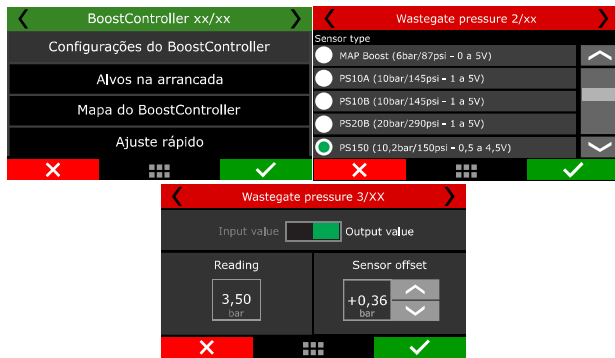 BoostController xx/xx
Configurações do BoostController
Alvos na arrancada
Mapa do BoostController
Ajuste rápido
Wastegate pressure 2/xx
Sensor type
MAP Boost (6bar/87psi – 0 a 5V)
PS10A (10bar/145psi – 1 a 5V)
PS10B (10bar/145psi – 1 a 5V)
PS20B (20bar/290psi – 1 a 5V)
PS150 (10,2bar/150psi – 0,5 a 4,5V)
Wastegate pressure 3/XX
Input value Output value
Reading Sensor offset
3,50 +0,36
bar bar